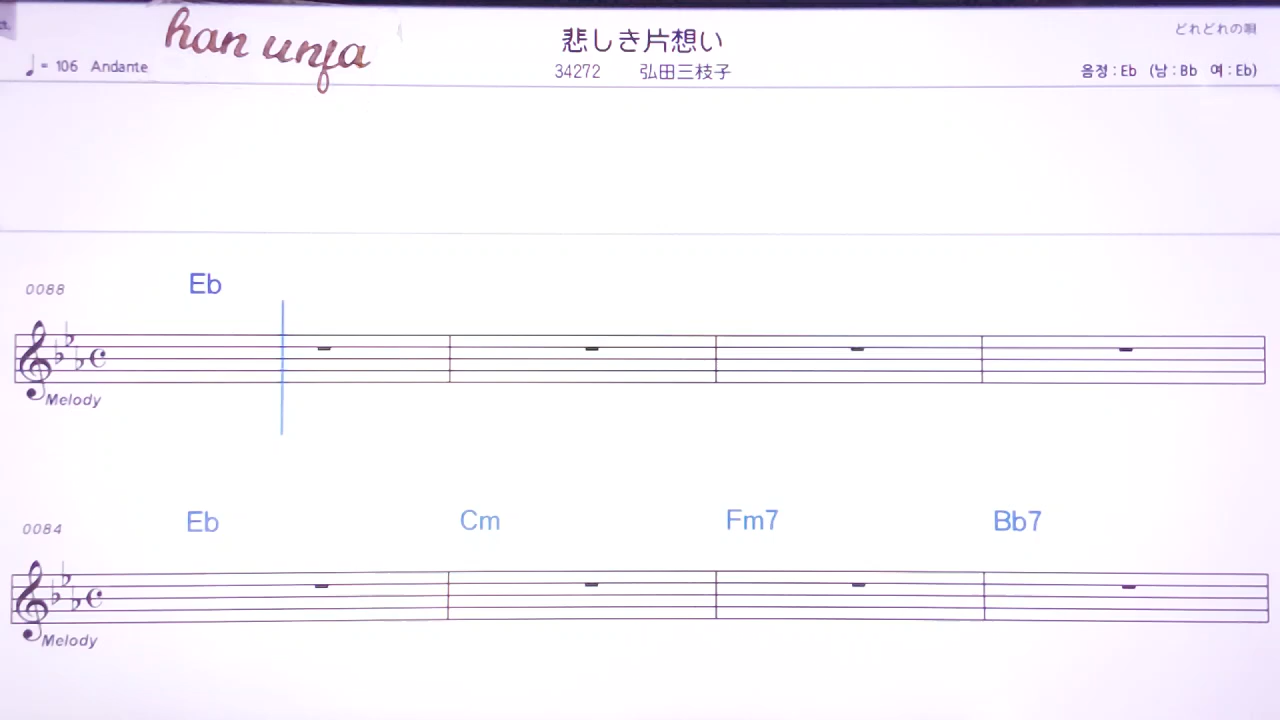 han unfa
悲しき片想い
どれどれの唄
♩= 106 Andante
34272 弘田三枝子
음정 : Eb (남 : Bb 여 : Eb)
0088
Eb
Melody
0084
Eb Cm Fm7 Bb7
Melody